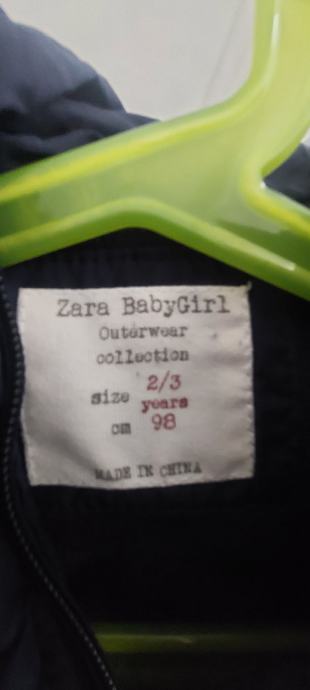 Zara BabyGirl
Outerwear
collection
size 2/3 years
cm 98
MADE IN CHINA